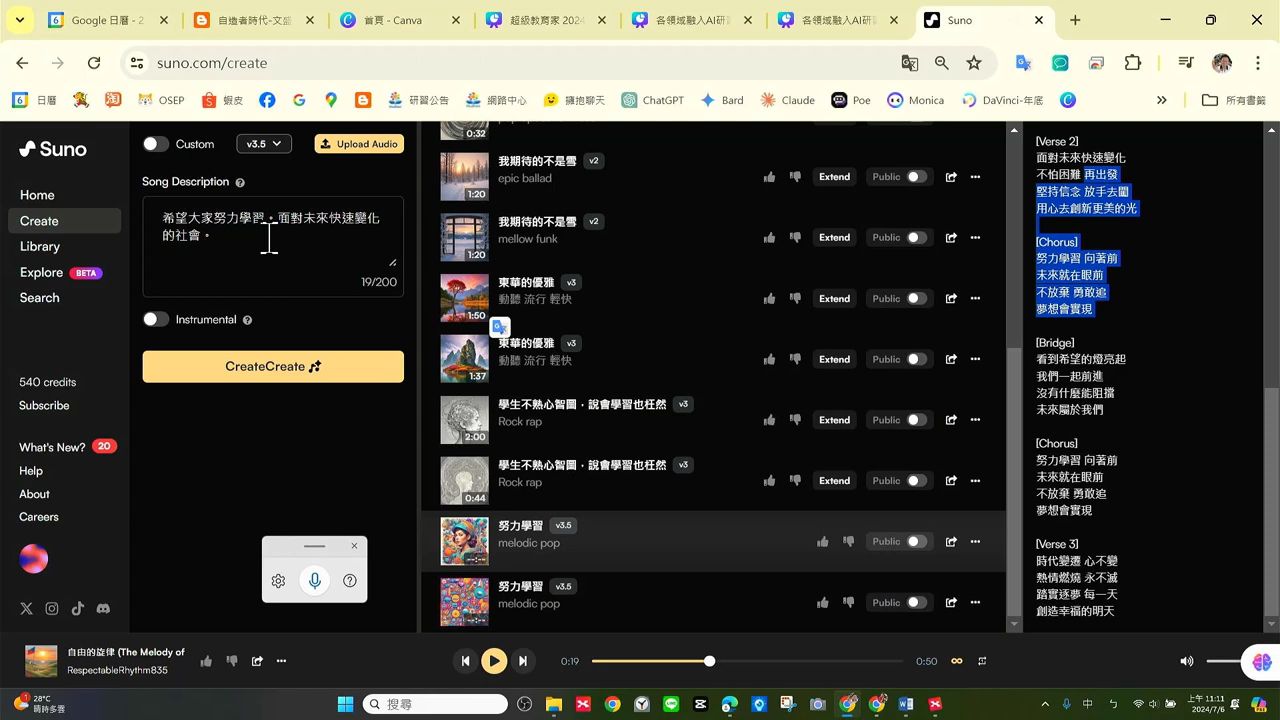 Google 日曆 - 2
自造者時代-文盛
首頁 - Canva
超級教育家 2024
各領域融入AI研
各領域融入AI研
Suno
suno.com/create
日曆
淘
OSEP
蝦皮
研習公告
網路中心
擁抱聊天
ChatGPT
Bard
Claude
Poe
Monica
DaVinci-年底
所有書籤
Suno
Home
Create
Library
Explore BETA
Search
540 credits
Subscribe
What's New? 20
Help
About
Careers
Custom
v3.5
Upload Audio
Song Description
希望大家努力學習。面對未來快速變化
的社會。
19/200
Instrumental
CreateCreate
0:32
我期待的不是雪 v2
epic ballad
1:20
Extend
Public
我期待的不是雪 v2
mellow funk
1:20
Extend
Public
東華的優雅 v3
動聽 流行 輕快
1:50
Extend
Public
東華的優雅 v3
動聽 流行 輕快
1:37
Extend
Public
學生不熟心智圖，說會學習也枉然 v3
Rock rap
2:00
Extend
Public
學生不熟心智圖，說會學習也枉然 v3
Rock rap
0:44
Extend
Public
努力學習 v3.5
melodic pop
Public
努力學習 v3.5
melodic pop
Public
[Verse 2]
面對未來快速變化
不怕困難 再出發
堅持信念 放手去闖
用心去創新更美的光
[Chorus]
努力學習 向著前
未來就在眼前
不放棄 勇敢追
夢想會實現
[Bridge]
看到希望的燈亮起
我們一起前進
沒有什麼能阻擋
未來屬於我們
[Chorus]
努力學習 向著前
未來就在眼前
不放棄 勇敢追
夢想會實現
[Verse 3]
時代變遷 心不變
熱情燃燒 永不滅
踏實逐夢 每一天
創造幸福的明天
自由的旋律 (The Melody of
RespectableRhythm835
0:19
0:50
28°C
晴時多雲
搜尋
中
上午 11:11
2024/7/6